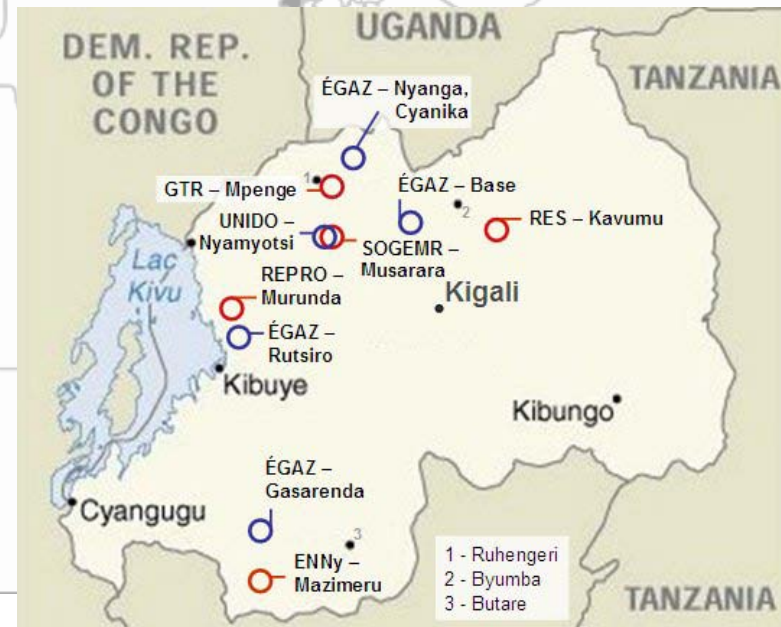 UGANDA
DEM. REP.
OF THE
CONGO
TANZANIA
ÉGAZ – Nyanga,
Cyanika
1
GTR – Mpenge
ÉGAZ – Base
2
UNIDO –
Nyamyotsi
RES – Kavumu
SOGEMR –
Musarara
Lac
Kivu
REPRO –
Murunda
Kigali
ÉGAZ –
Rutsiro
Kibuye
Kibungo
ÉGAZ –
Gasarenda
Cyangugu
3
ENNy –
Mazimeru
1 - Ruhengeri
2 - Byumba
3 - Butare
TANZANIA